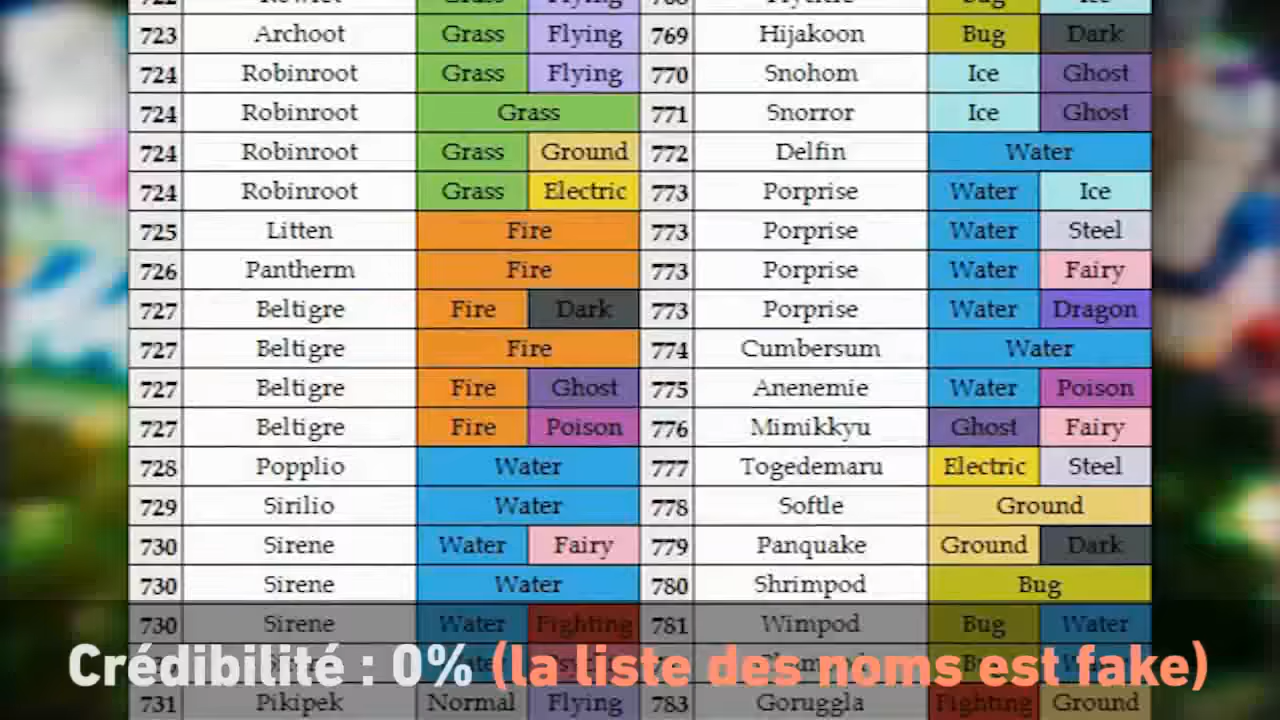 722 Rowlet Grass Flying 768
723 Archoot Grass Flying 769 Hijakoon Bug Dark
724 Robinroot Grass Flying 770 Snohom Ice Ghost
724 Robinroot Grass 771 Snorror Ice Ghost
724 Robinroot Grass Ground 772 Delfin Water
724 Robinroot Grass Electric 773 Porprise Water Ice
725 Litten Fire 773 Porprise Water Steel
726 Pantherm Fire 773 Porprise Water Fairy
727 Beltigre Fire Dark 773 Porprise Water Dragon
727 Beltigre Fire 774 Cumbersum Water
727 Beltigre Fire Ghost 775 Anenemie Water Poison
727 Beltigre Fire Poison 776 Mimikkyu Ghost Fairy
728 Popplio Water 777 Togedemaru Electric Steel
729 Sirilio Water 778 Softle Ground
730 Sirene Water Fairy 779 Panquake Ground Dark
730 Sirene Water 780 Shrimpod Bug
730 Sirene Water Fighting 781 Wimpod Bug Water
Crédibilité : 0% (la liste des noms est fake)
731 Pikipek Normal Flying 783 Goruggla Fighting Ground